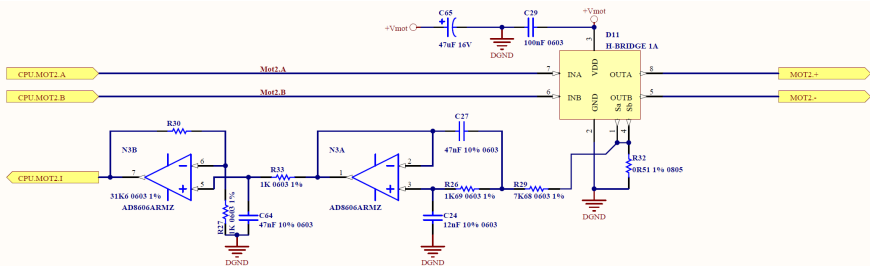 +Vmot
C65
47uF 16V
C29
100nF 0603
DGND
+Vmot
D11
H-BRIDGE 1A
CPU.MOT2.A
Mot2.A
7
INA
VDD
3
OUTA
8
MOT2.+
CPU.MOT2.B
Mot2.B
6
INB
GND
OUTB
5
MOT2.-
Sa
Sb
2
1
4
R30
N3B
6
7
5
31K6 0603 1%
AD8606ARMZ
CPU.MOT2.I
R27
1K 0603 1%
R33
1K 0603 1%
C64
47nF 10% 0603
DGND
N3A
C27
47nF 10% 0603
2
1
3
AD8606ARMZ
R26
1K69 0603 1%
R29
7K68 0603 1%
C24
12nF 10% 0603
DGND
R32
0R51 1% 0805
DGND